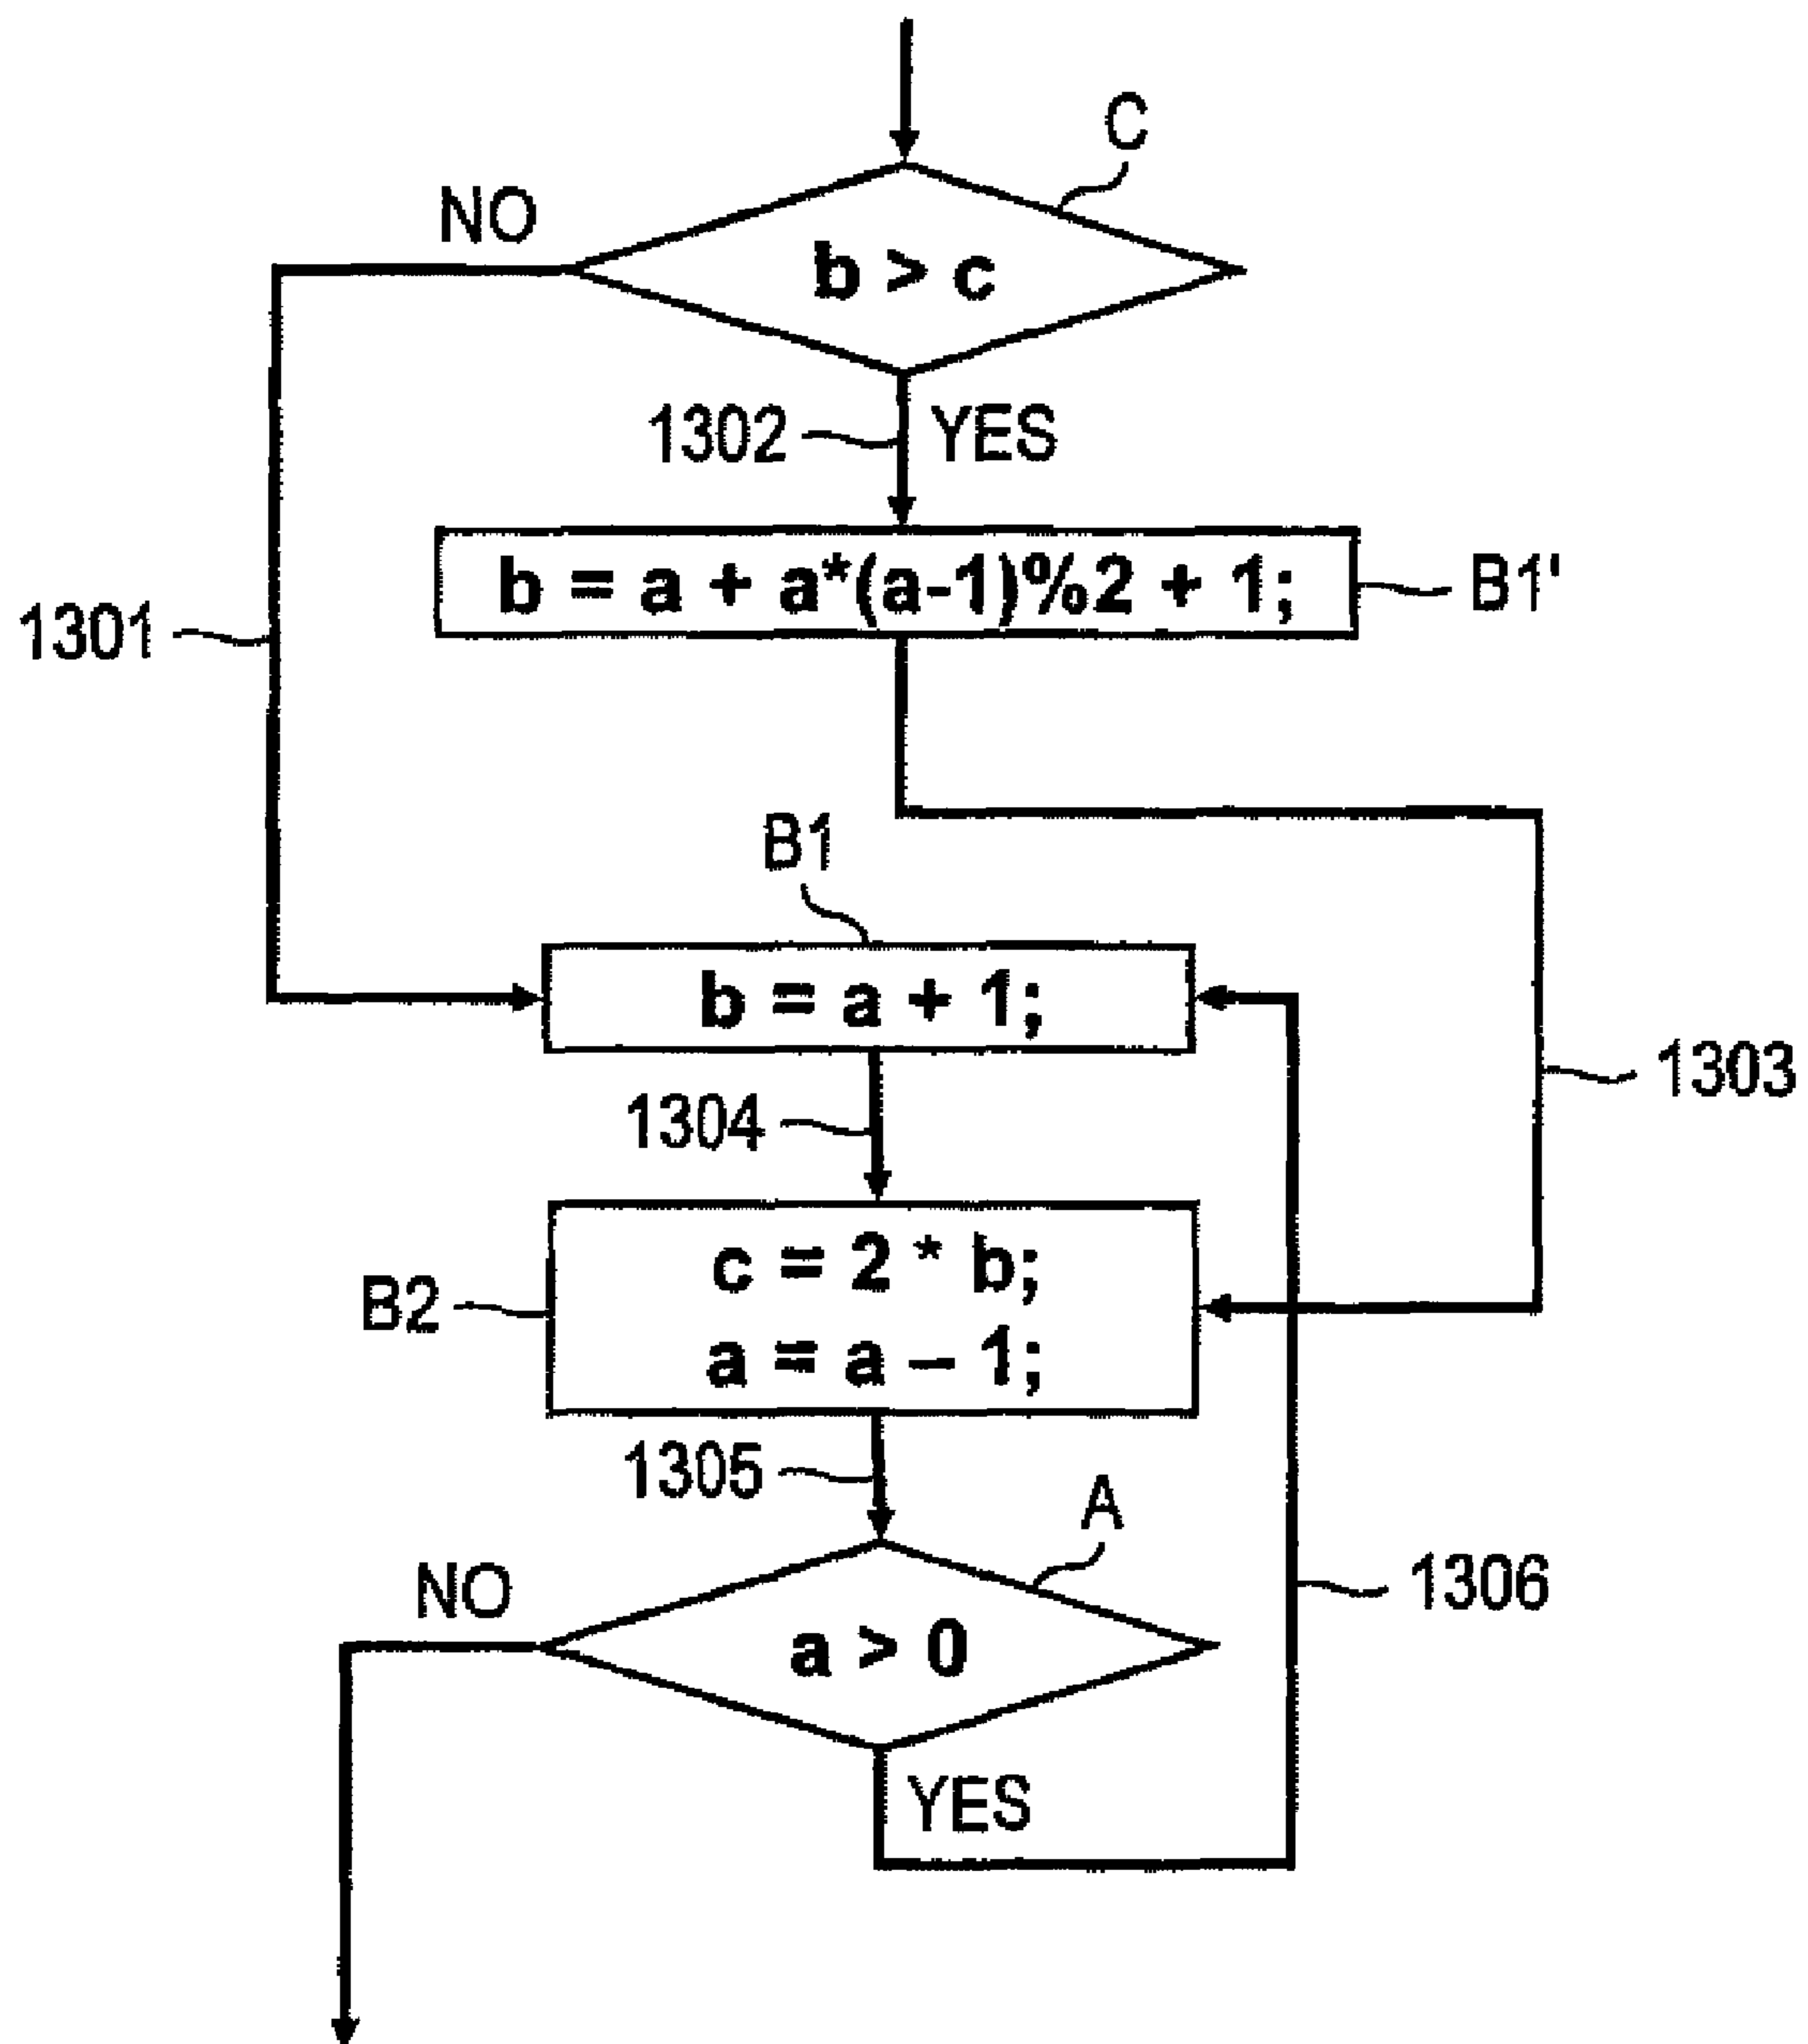 C
NO
b > c
1302
YES
b = a + a*(a-1)%2 + 1;
B1'
1301
B1
b = a + 1;
1303
1304
c = 2 * b;
B2
a = a – 1;
1305
A
NO
1306
a > 0
YES